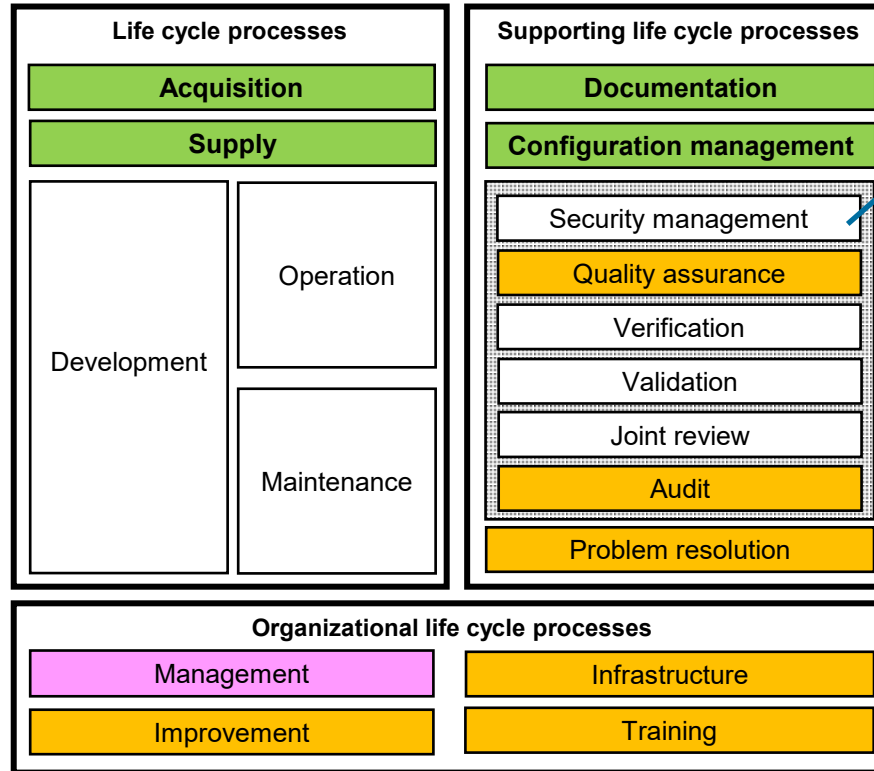 Life cycle processes
Acquisition
Supply
Development
Operation
Maintenance
Supporting life cycle processes
Documentation
Configuration management
Security management
Quality assurance
Verification
Validation
Joint review
Audit
Problem resolution
Organizational life cycle processes
Management
Infrastructure
Improvement
Training